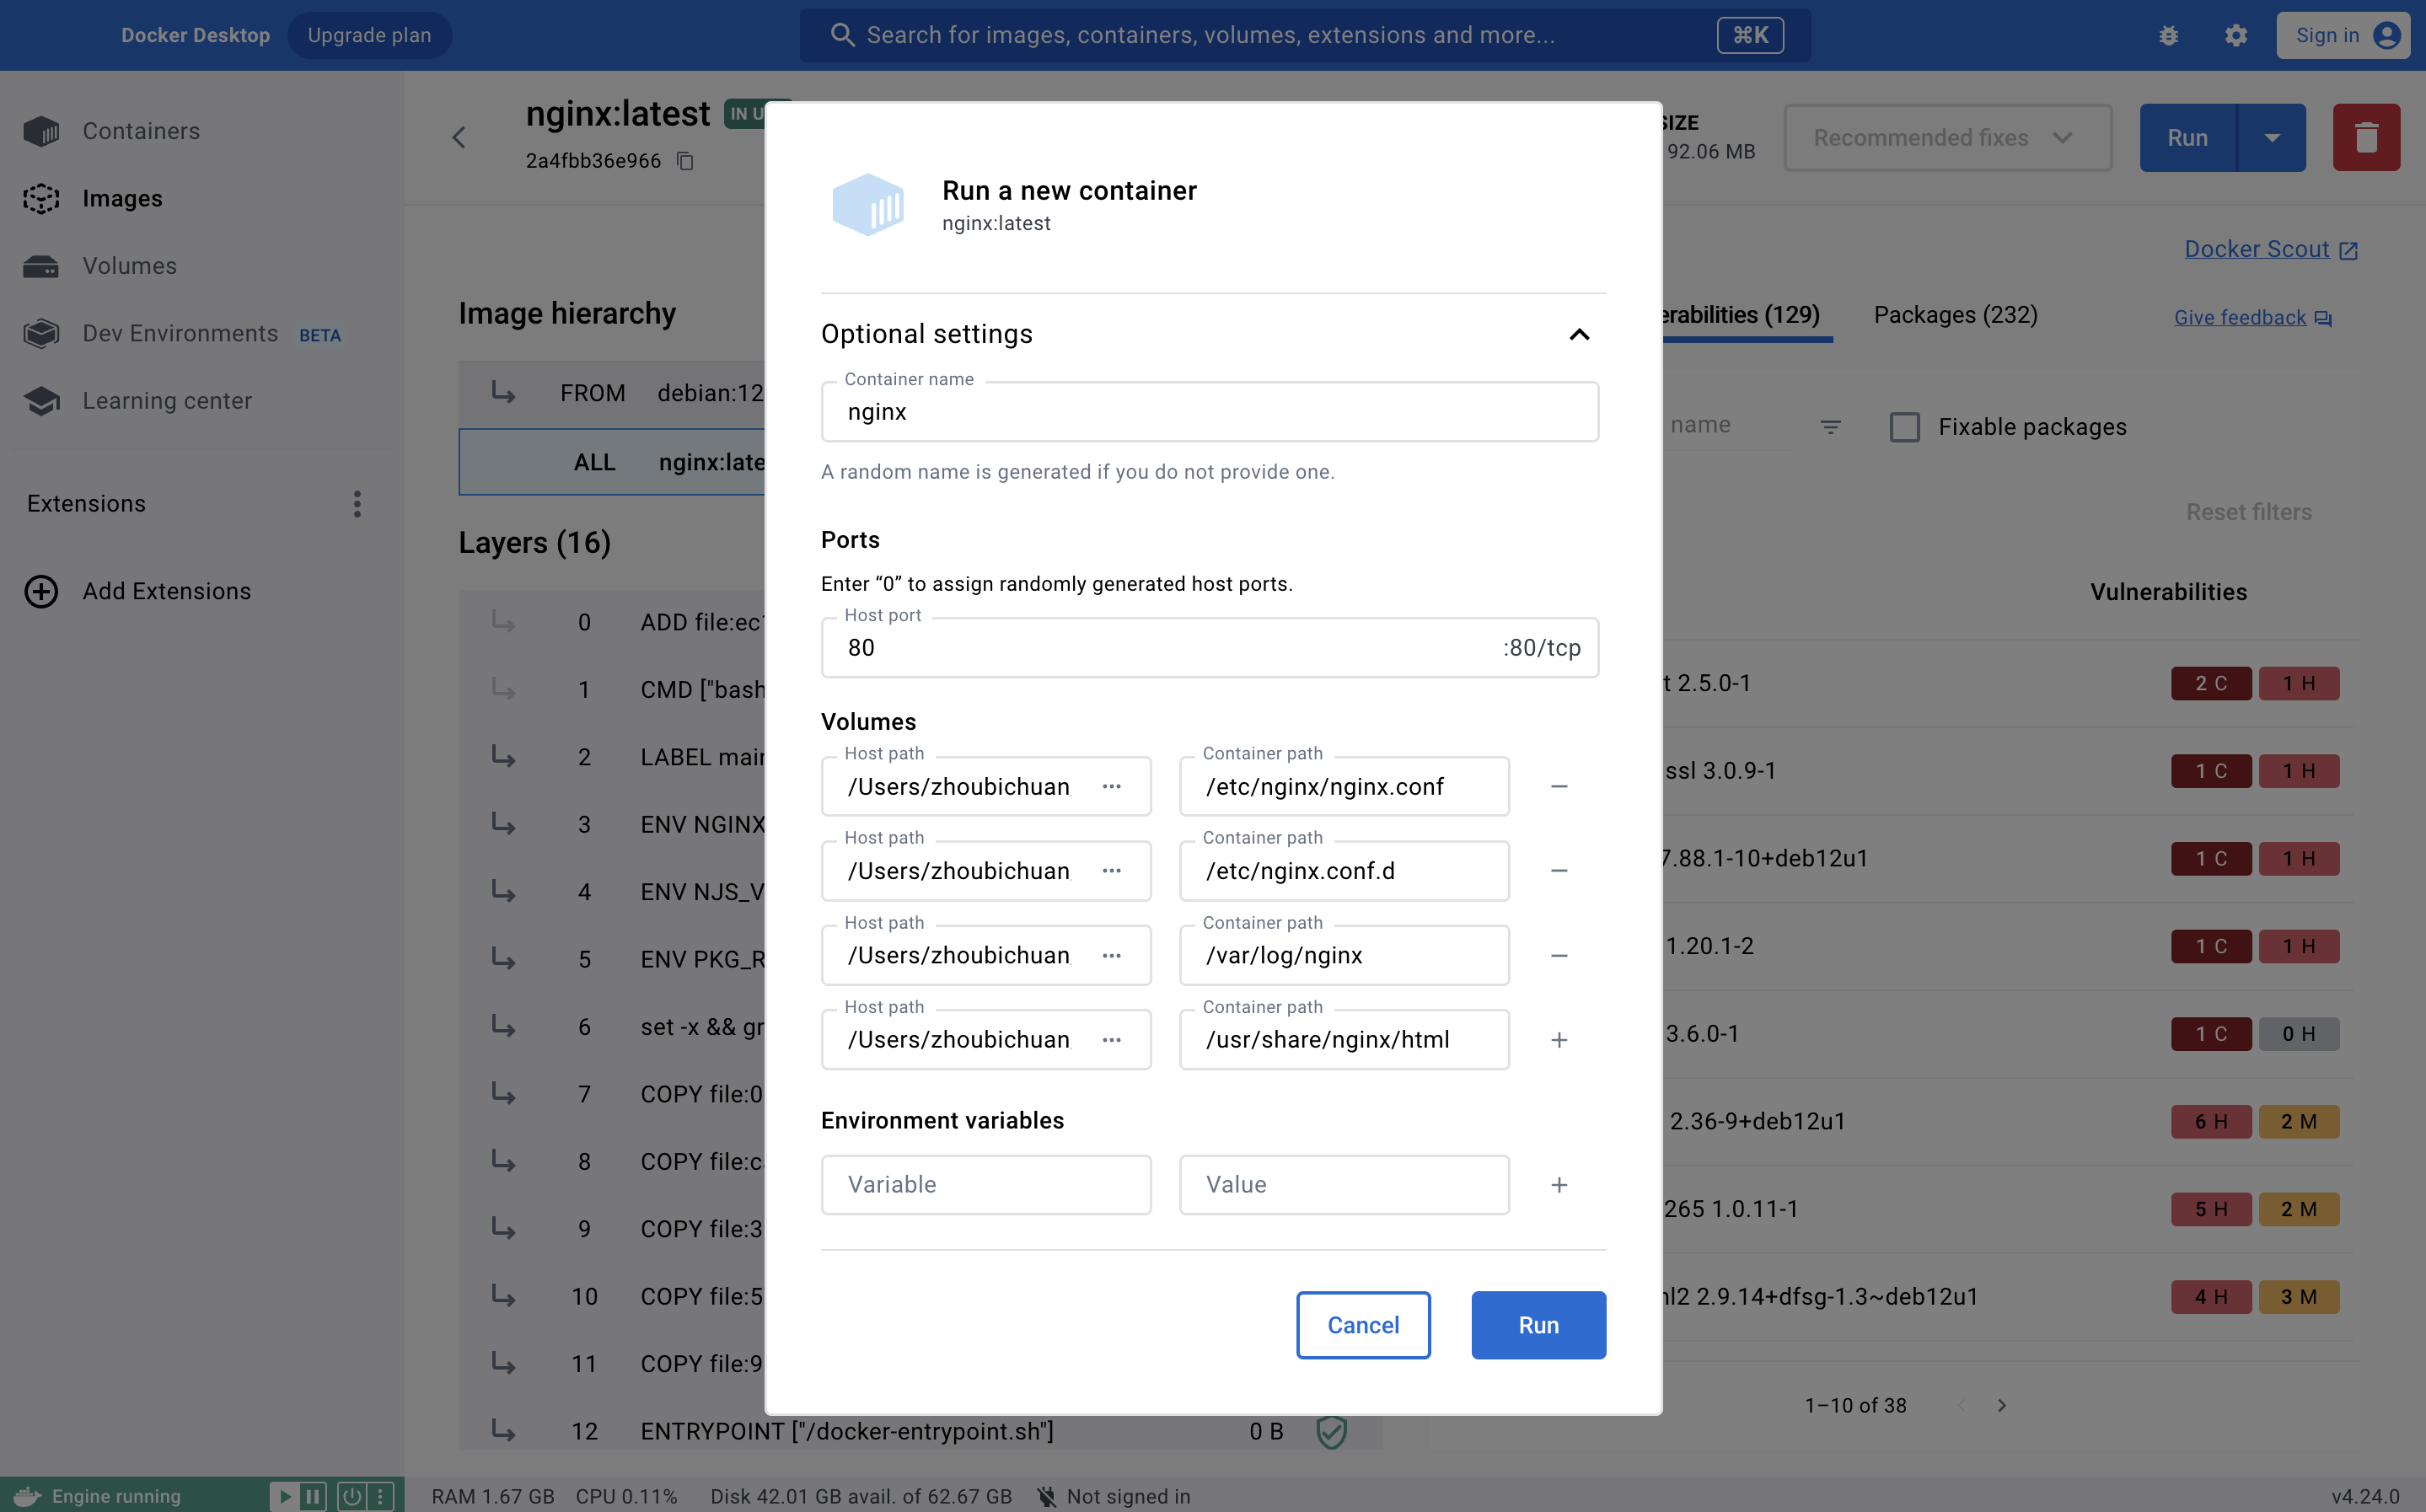 Docker Desktop
Upgrade plan
Search for images, containers, volumes, extensions and more...
⌘K
Sign in
Containers
Images
Volumes
Dev Environments BETA
Learning center
Extensions
Add Extensions
nginx:latest
IN U
2a4fbb36e966
SIZE
92.06 MB
Recommended fixes
Run
Docker Scout
Image hierarchy
FROM debian:12
ALL nginx:late
Layers (16)
0 ADD file:ec
1 CMD ["bash
2 LABEL mair
3 ENV NGINX
4 ENV NJS_V
5 ENV PKG_R
6 set -x && gr
7 COPY file:0
8 COPY file:c
9 COPY file:3
10 COPY file:5
11 COPY file:9
12 ENTRYPOINT ["/docker-entrypoint.sh"] 0 B
Run a new container
nginx:latest
Optional settings
Container name
nginx
A random name is generated if you do not provide one.
Ports
Enter “0” to assign randomly generated host ports.
Host port
80 :80/tcp
Volumes
Host path Container path
/Users/zhoubichuan ··· /etc/nginx/nginx.conf
Host path Container path
/Users/zhoubichuan ··· /etc/nginx.conf.d
Host path Container path
/Users/zhoubichuan ··· /var/log/nginx
Host path Container path
/Users/zhoubichuan ··· /usr/share/nginx/html
Environment variables
Variable Value
Cancel Run
erabilities (129) Packages (232) Give feedback
name Fixable packages
Reset filters
Vulnerabilities
t 2.5.0-1 2 C 1 H
ssl 3.0.9-1 1 C 1 H
7.88.1-10+deb12u1 1 C 1 H
1.20.1-2 1 C 1 H
3.6.0-1 1 C 0 H
2.36-9+deb12u1 6 H 2 M
265 1.0.11-1 5 H 2 M
nl2 2.9.14+dfsg-1.3~deb12u1 4 H 3 M
1–10 of 38
Engine running
RAM 1.67 GB CPU 0.11% Disk 42.01 GB avail. of 62.67 GB Not signed in
v4.24.0